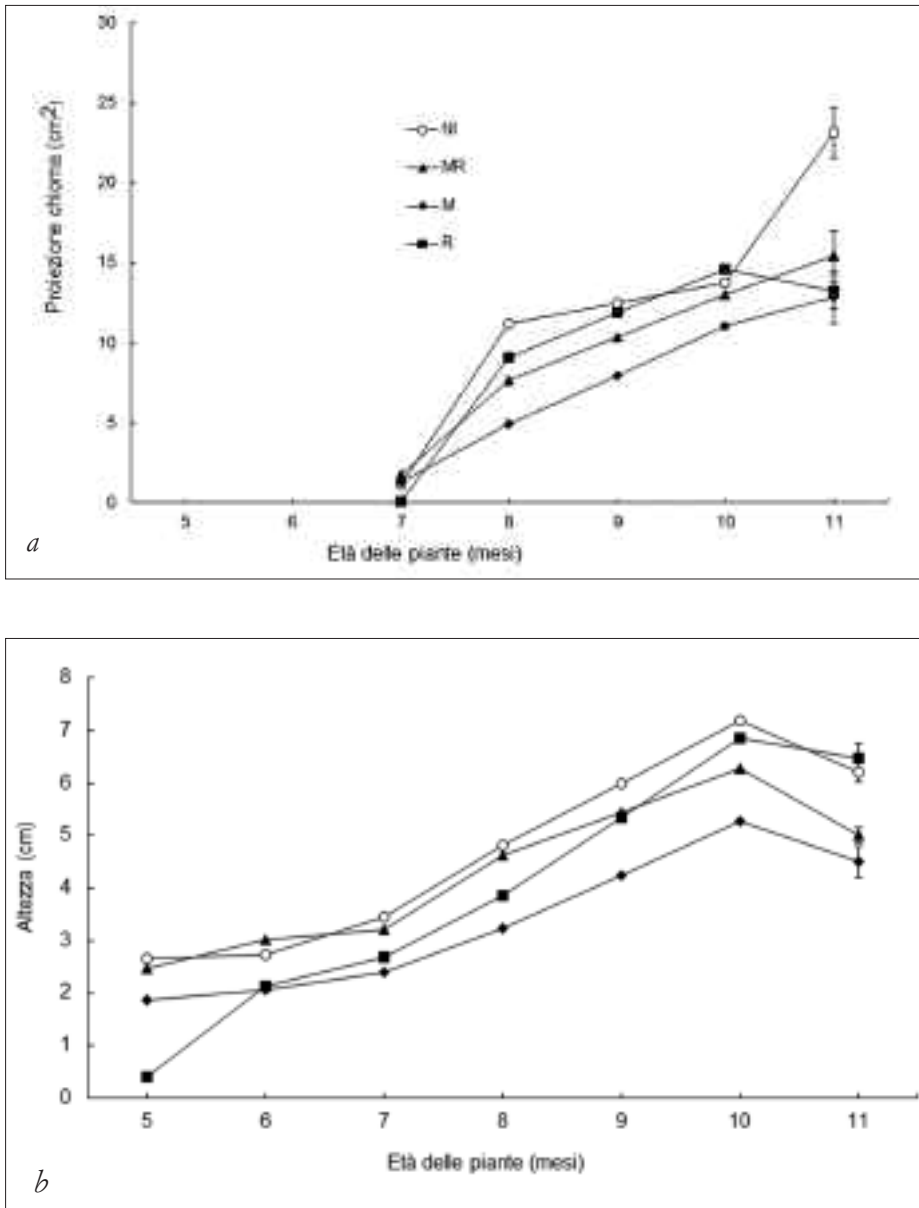 30
25
20
15
10
5
0
Proiezione chioma (cm2)
NI
MR
M
R
5 6 7 8 9 10 11
Età delle piante (mesi)
a
8
7
6
5
4
3
2
1
0
Altezza (cm)
5 6 7 8 9 10 11
Età delle piante (mesi)
b